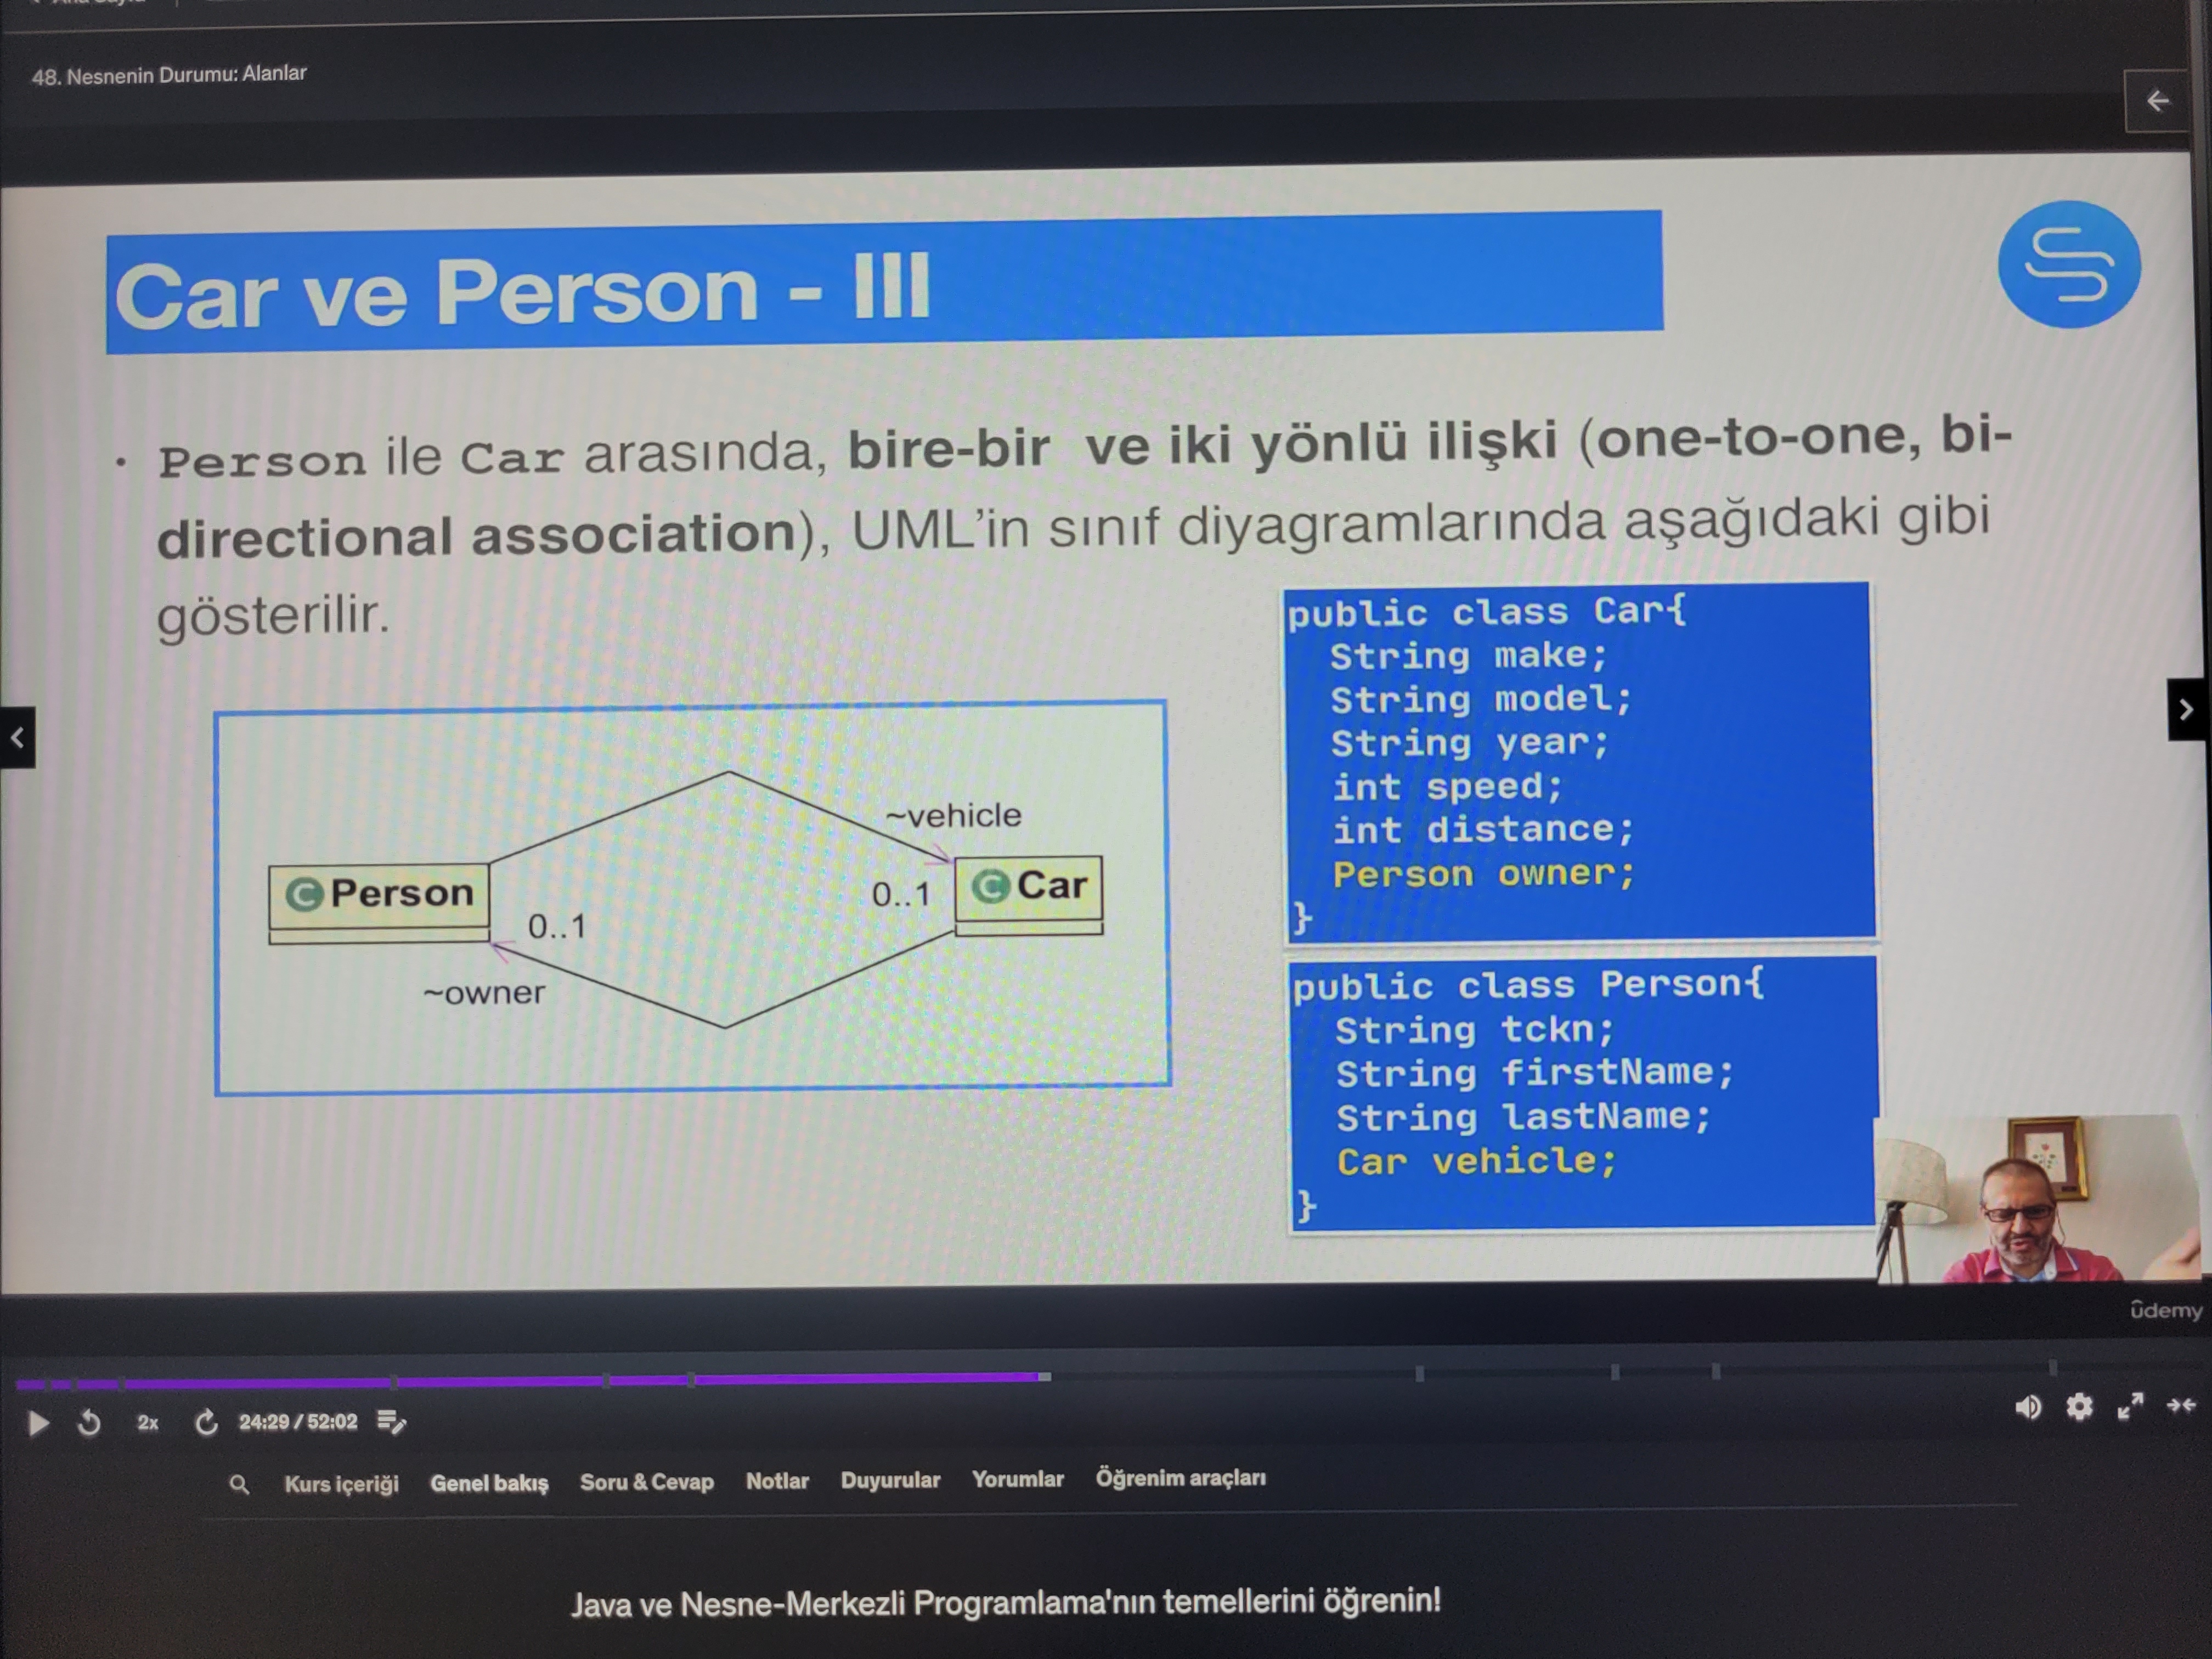 48. Nesnenin Durumu: Alanlar
Car ve Person - III
• Person ile Car arasında, bire-bir ve iki yönlü ilişki (one-to-one, bi-
directional association), UML'in sınıf diyagramlarında aşağıdaki gibi
gösterilir.
~vehicle
C Person
0..1
0..1
C Car
~owner
public class Car{
String make;
String model;
String year;
int speed;
int distance;
Person owner;
}
public class Person{
String tckn;
String firstName;
String lastName;
Car vehicle;
}
ûdemy
2x
24:29 / 52:02
Kurs içeriği Genel bakış Soru & Cevap Notlar Duyurular Yorumlar Öğrenim araçları
Java ve Nesne-Merkezli Programlama'nın temellerini öğrenin!